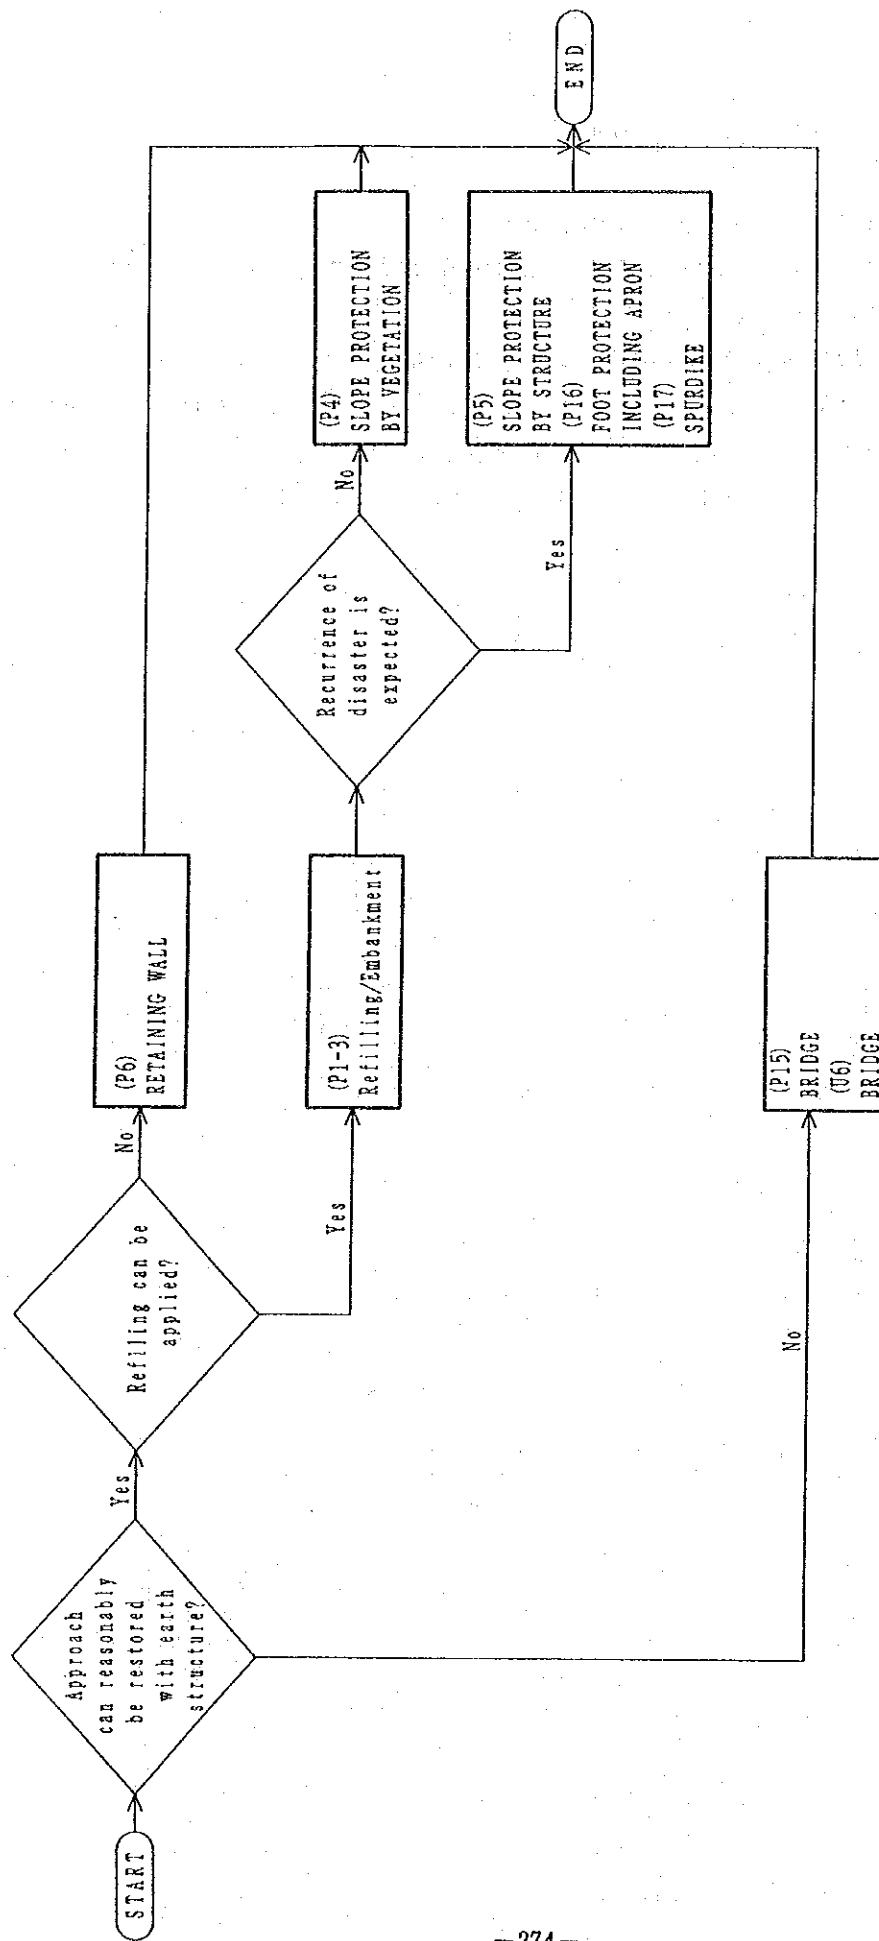 START
Approach
can reasonably
be restored
with earth
structure?
Yes
No
Refilling can be
applied?
No
Yes
(P6)
RETAINING WALL
(P1-3)
Refilling/Embankment
(P15)
BRIDGE
(U6)
BRIDGE
Recurrence of
disaster is
expected?
No
Yes
(P4)
SLOPE PROTECTION
BY VEGETATION
(P5)
SLOPE PROTECTION
BY STRUCTURE
(P16)
FOOT PROTECTION
INCLUDING APRON
(P17)
SPURDIKE
END